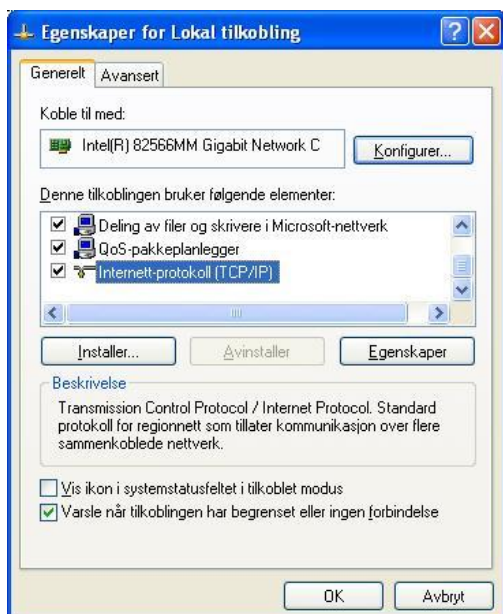 Egenskaper for Lokal tilkobling
Generelt Avansert
Koble til med:
Intel(R) 82566MM Gigabit Network C
Konfigurer...
Denne tilkoblingen bruker følgende elementer:
Deling av filer og skrivere i Microsoft-nettverk
QoS-pakkeplanlegger
Internett-protokoll (TCP/IP)
Installer... Avinstaller Egenskaper
Beskrivelse
Transmission Control Protocol / Internet Protocol. Standard
protokoll for regionnett som tillater kommunikasjon over flere
sammenkoblede nettverk.
Vis ikon i systemstatusfeltet i tilkoblet modus
Varsle når tilkoblingen har begrenset eller ingen forbindelse
OK Avbryt